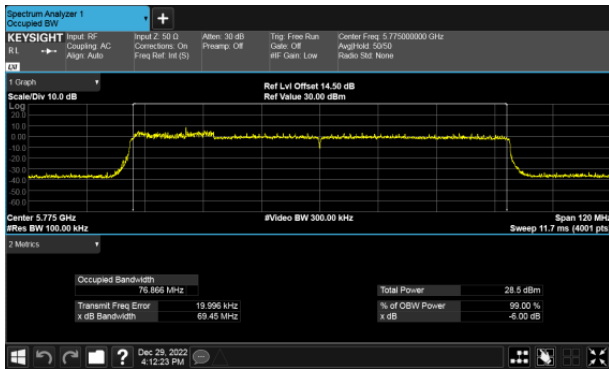 Spectrum Analyzer 1
Occupied BW
KEYSIGHT Input: RF Input Z: 50 Ω Atten: 30 dB Trig: Free Run Center Freq: 5.775000000 GHz
RL Coupling: AC Corrections: On Preamp: Off Gate: Off Avg|Hold: 50/50
Align: Auto Freq Ref: Int (S) #IF Gain: Low Radio Std: None
LXI
1 Graph Ref Lvl Offset 14.50 dB
Scale/Div 10.0 dB Ref Value 30.00 dBm
Log
20.0
10.0
0.00
-10.0
-20.0
-30.0
-40.0
-50.0
-60.0
Center 5.775 GHz #Video BW 300.00 kHz Span 120 MHz
#Res BW 100.00 kHz Sweep 11.7 ms (4001 pts
2 Metrics
Occupied Bandwidth
76.866 MHz Total Power 28.5 dBm
Transmit Freq Error 19.996 kHz % of OBW Power 99.00 %
x dB Bandwidth 69.45 MHz x dB -6.00 dB
? Dec 29, 2022
4:12:23 PM